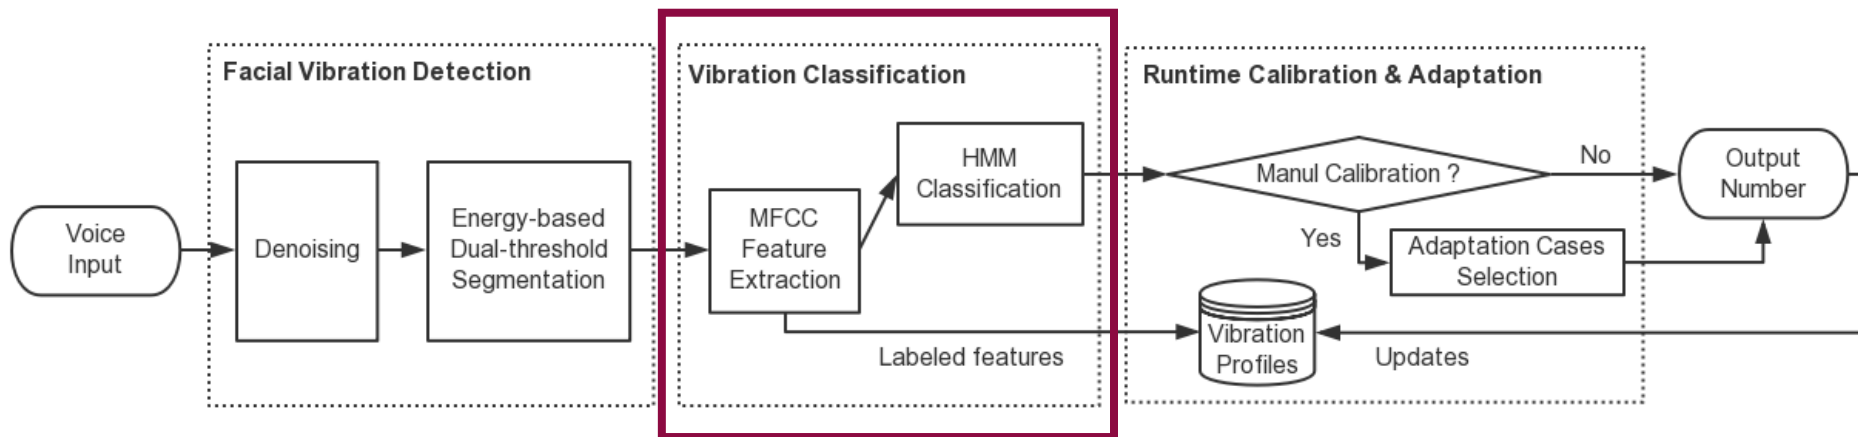 Facial Vibration Detection
Voice
Input
Denoising
Energy-based
Dual-threshold
Segmentation
Vibration Classification
MFCC
Feature
Extraction
HMM
Classification
Labeled features
Runtime Calibration & Adaptation
Manul Calibration ?
No
Yes
Adaptation Cases
Selection
Vibration
Profiles
Updates
Output
Number